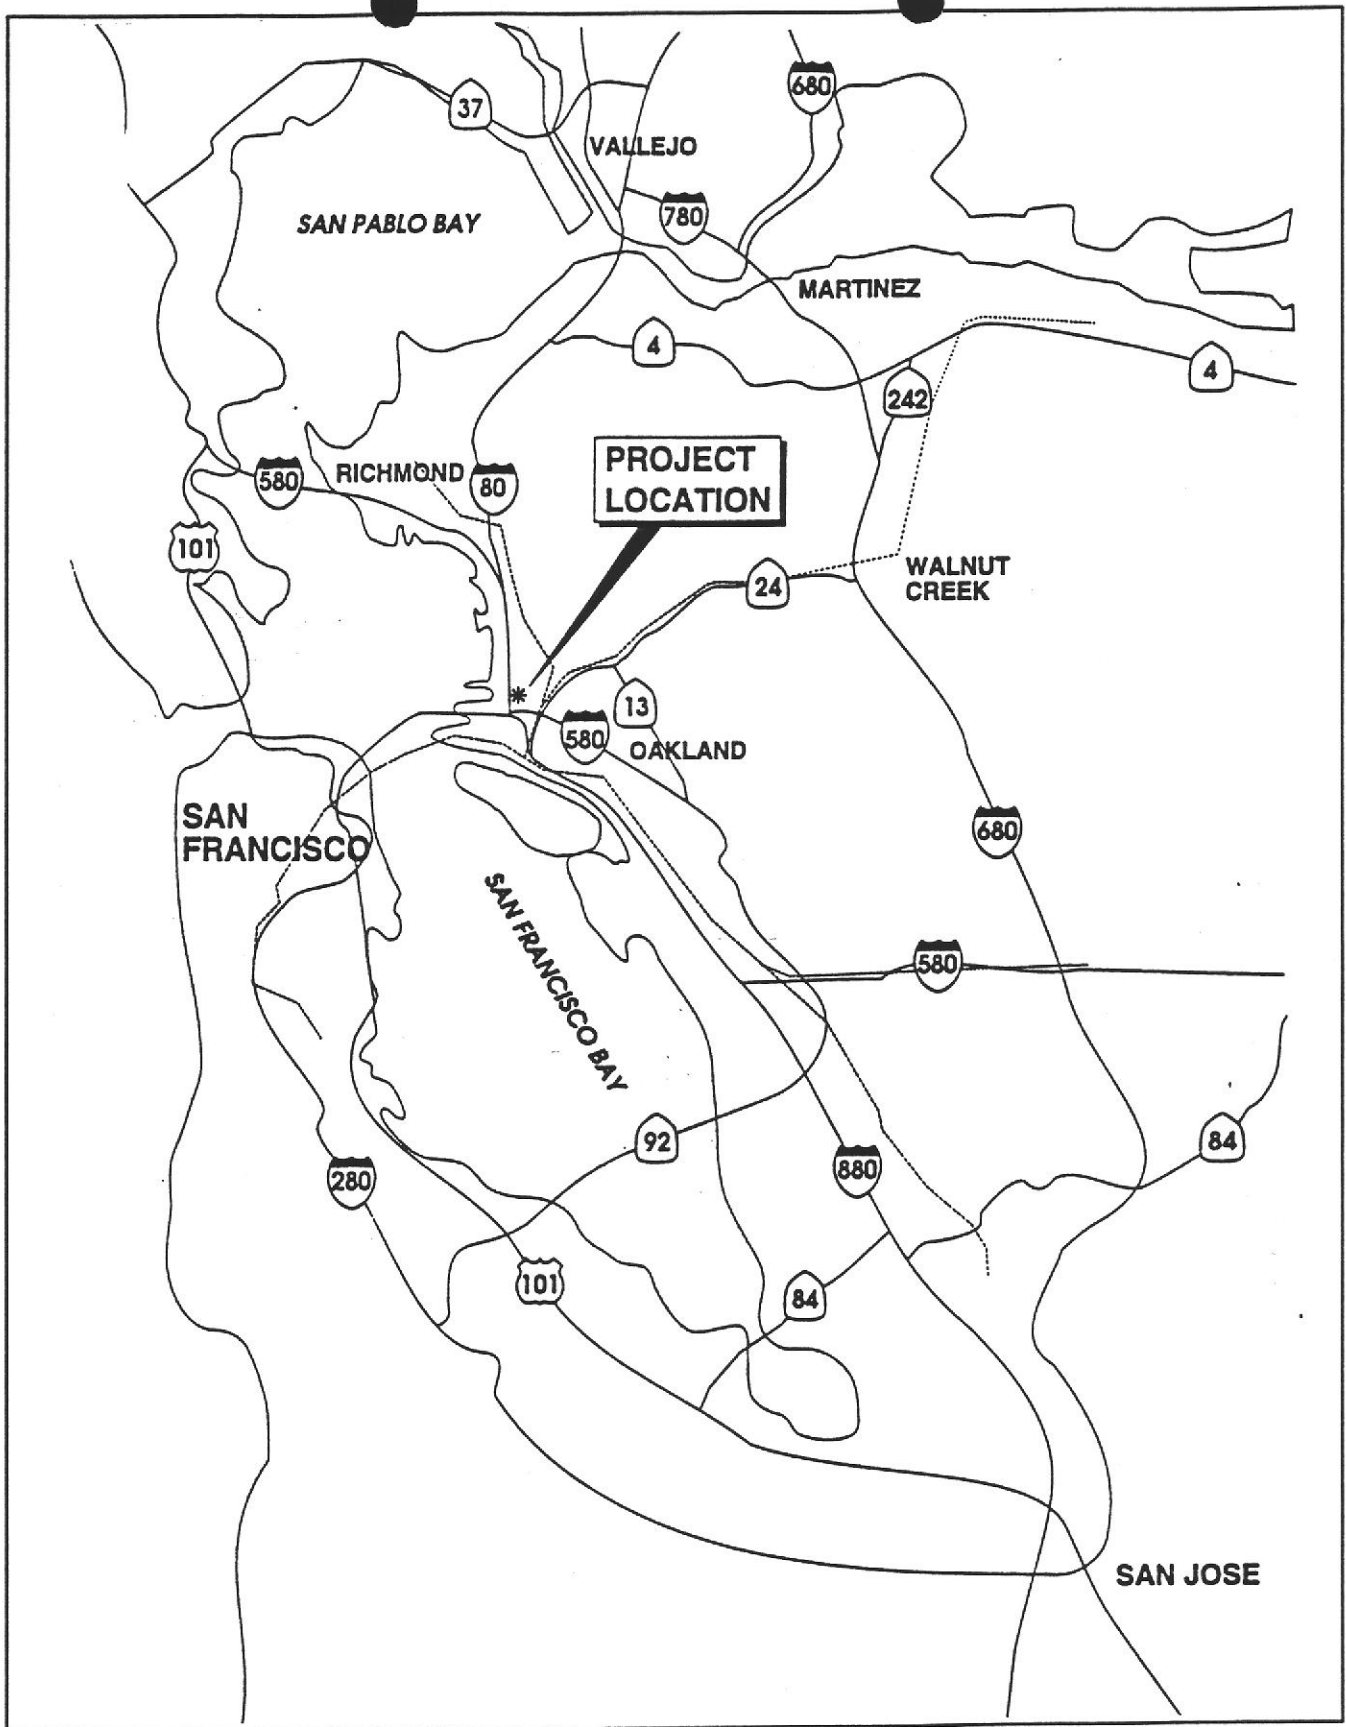 680
37
VALLEJO
780
SAN PABLO BAY
MARTINEZ
4
4
242
PROJECT
LOCATION
580
RICHMOND
80
101
24
WALNUT
CREEK
13
580
OAKLAND
SAN
FRANCISCO
680
SAN FRANCISCO BAY
580
92
84
880
280
101
84
SAN JOSE